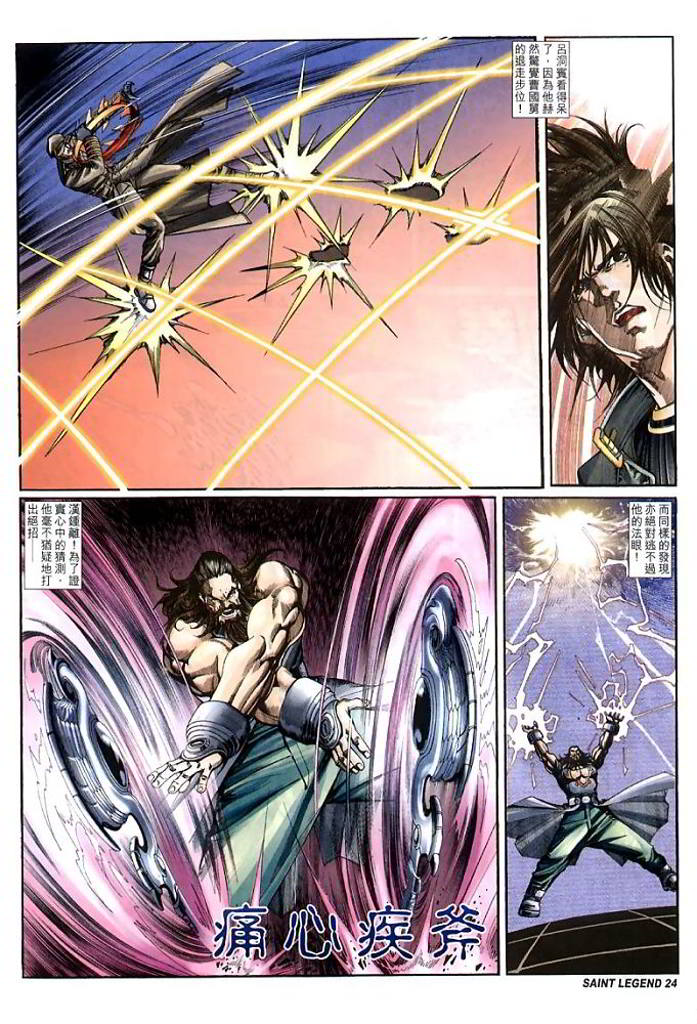 呂洞賓看得呆
了，因為他赫
然驚覺曹國舅
的退走步位！
而同樣的發現
亦絕對逃不過
他的法眼！
漢鍾離！為了證
實心中的猜測，
他毫不猶疑地打
出絕招——
痛心疾斧
SAINT LEGEND 24